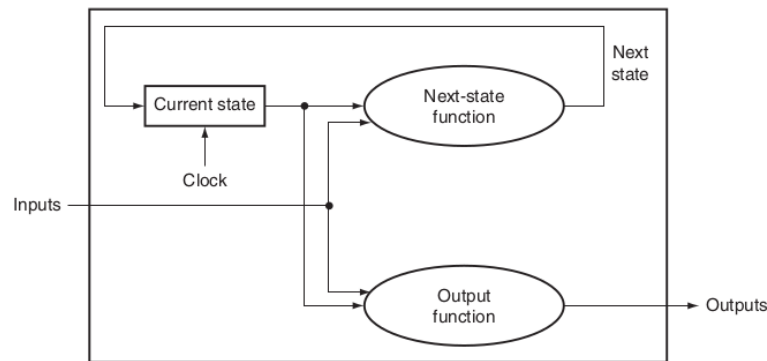 Next
state
Current state
Next-state
function
Clock
Inputs
Output
function
Outputs